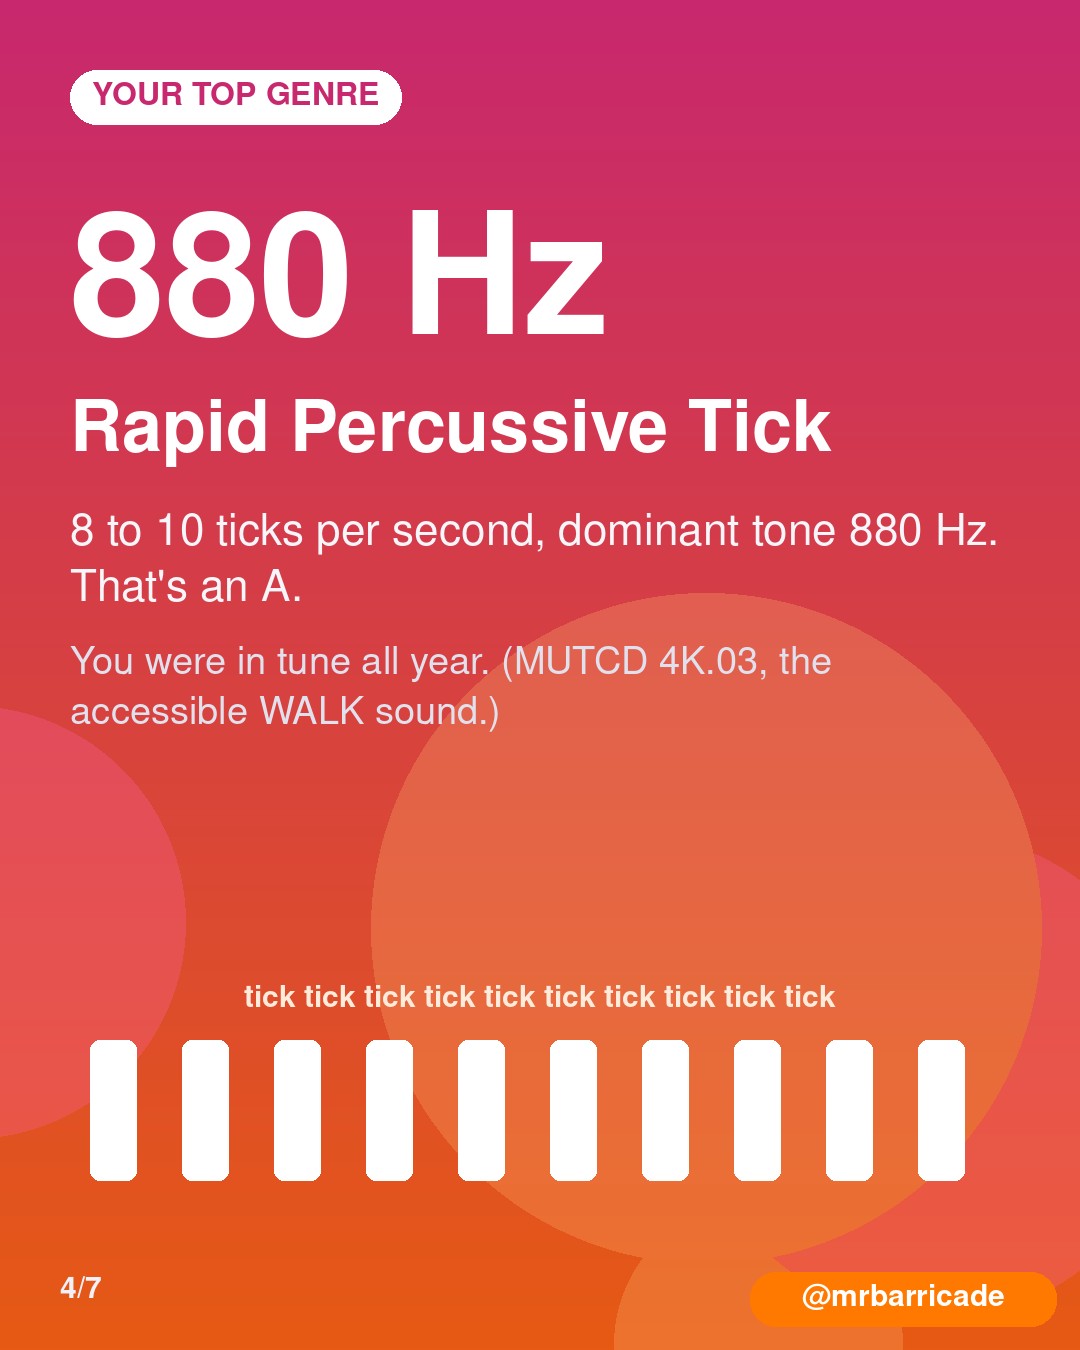 YOUR TOP GENRE
880 Hz
Rapid Percussive Tick
8 to 10 ticks per second, dominant tone 880 Hz.
That's an A.
You were in tune all year. (MUTCD 4K.03, the
accessible WALK sound.)
tick tick tick tick tick tick tick tick tick tick
4/7
@mrbarricade